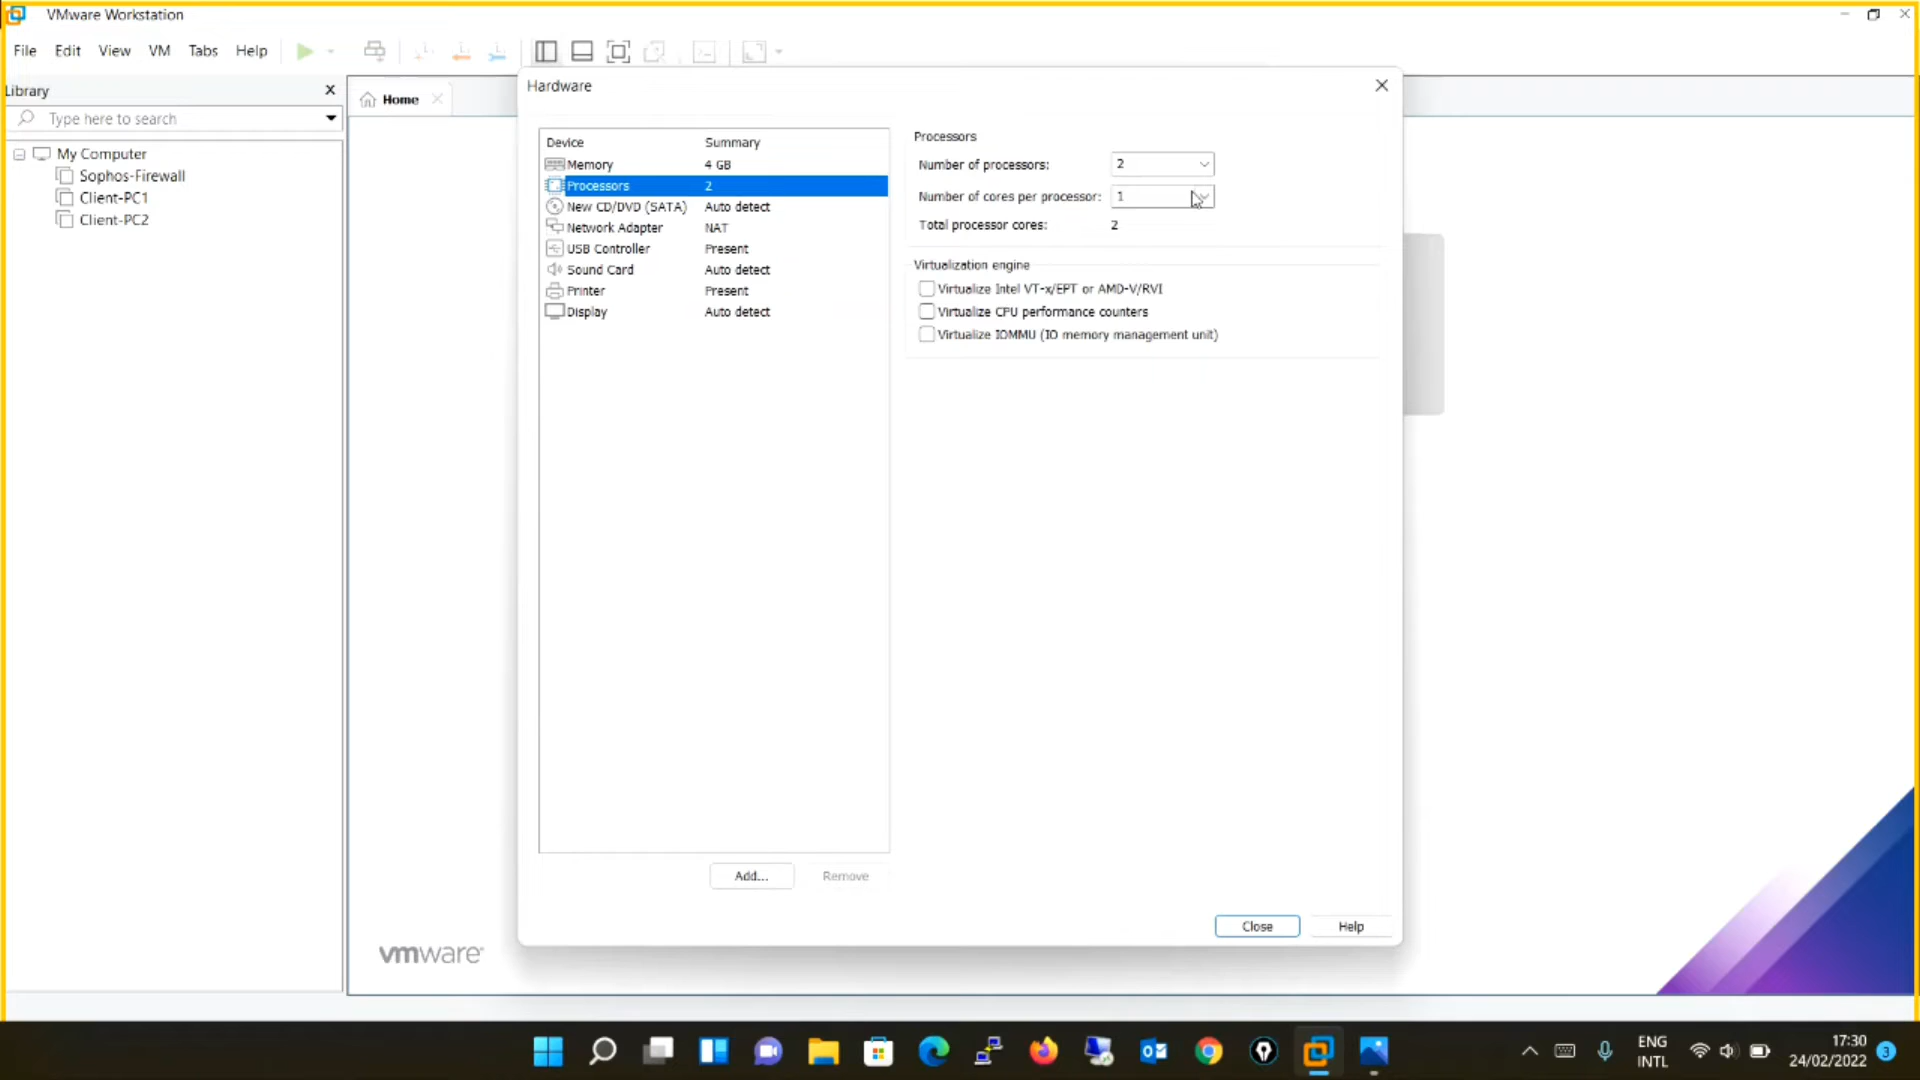 VMware Workstation
File Edit View VM Tabs Help
Library
Type here to search
My Computer
Sophos-Firewall
Client-PC1
Client-PC2
Home
Hardware
Device Summary
Memory 4 GB
Processors 2
New CD/DVD (SATA) Auto detect
Network Adapter NAT
USB Controller Present
Sound Card Auto detect
Printer Present
Display Auto detect
Add...
Remove
Processors
Number of processors: 2
Number of cores per processor: 1
Total processor cores: 2
Virtualization engine
Virtualize Intel VT-x/EPT or AMD-V/RVI
Virtualize CPU performance counters
Virtualize IOMMU (IO memory management unit)
Close
Help
vmware
ENG
INTL
17:30
24/02/2022
3